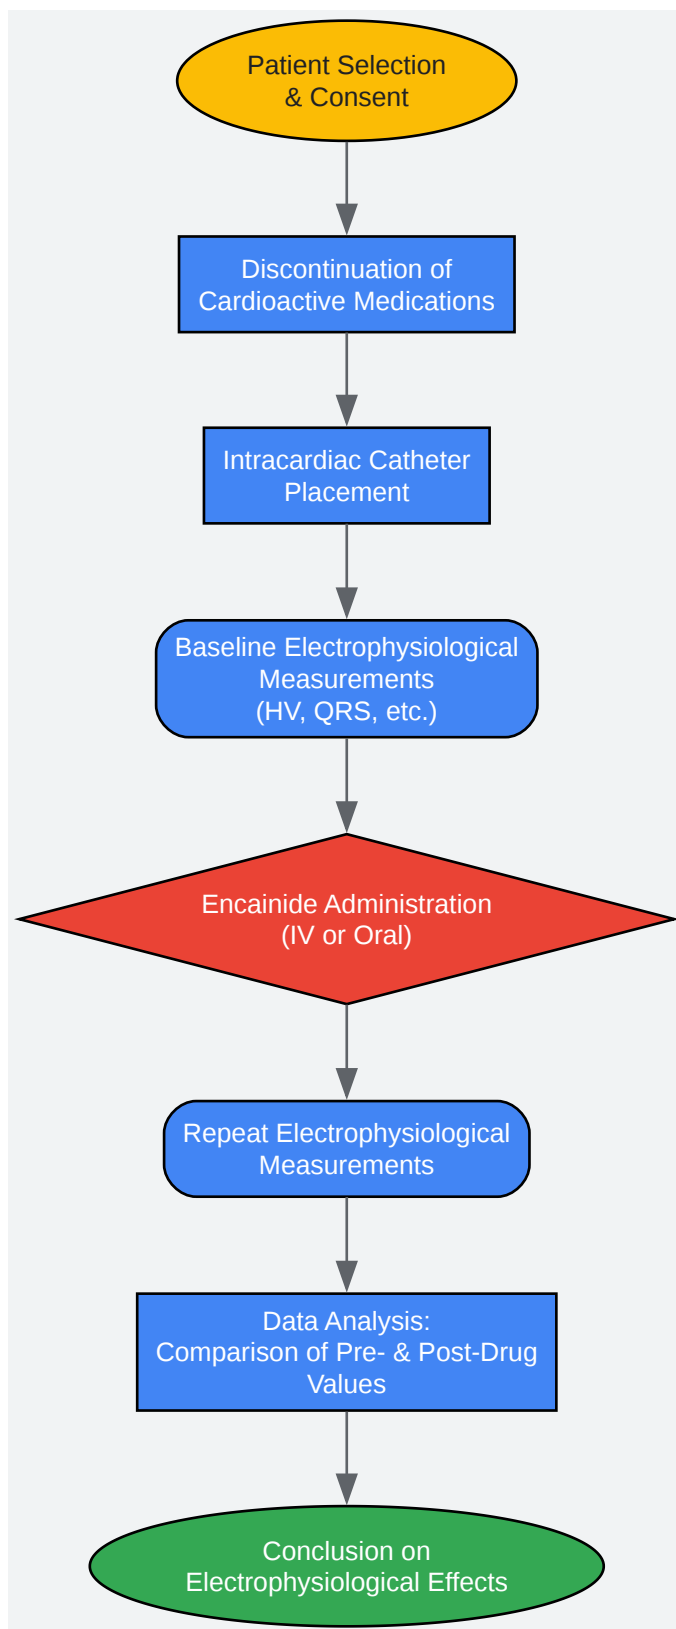 Patient Selection
& Consent
Discontinuation of
Cardioactive Medications
Intracardiac Catheter
Placement
Baseline Electrophysiological
Measurements
(HV, QRS, etc.)
Encainide Administration
(IV or Oral)
Repeat Electrophysiological
Measurements
Data Analysis:
Comparison of Pre- & Post-Drug
Values
Conclusion on
Electrophysiological Effects